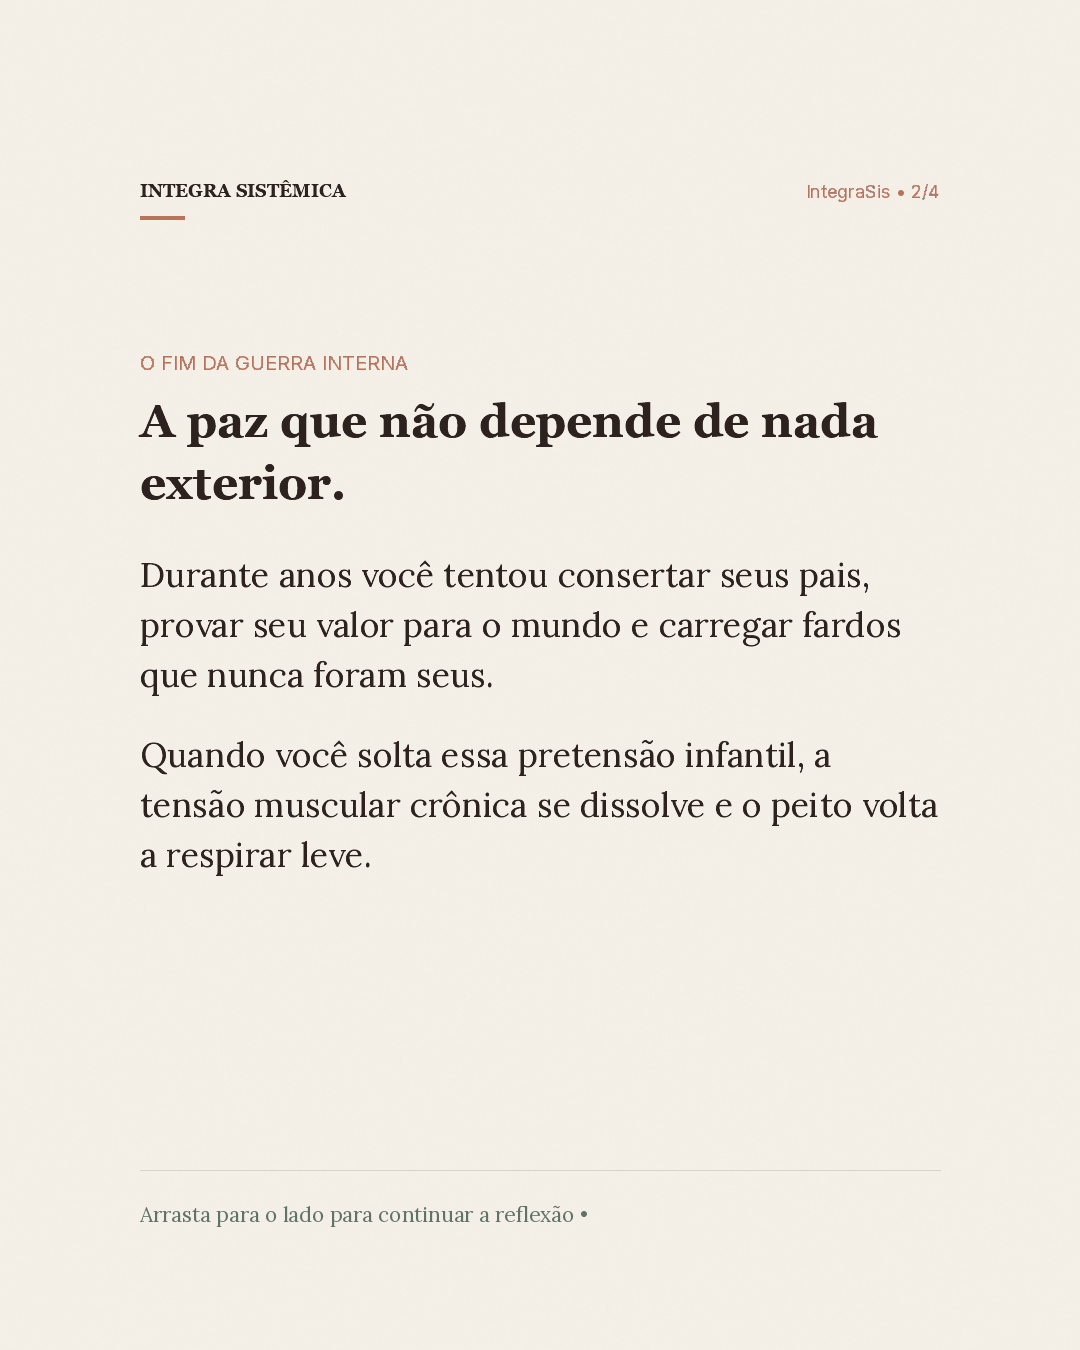 INTEGRA SISTÊMICA
IntegraSis • 2/4
O FIM DA GUERRA INTERNA
A paz que não depende de nada
exterior.
Durante anos você tentou consertar seus pais,
provar seu valor para o mundo e carregar fardos
que nunca foram seus.
Quando você solta essa pretensão infantil, a
tensão muscular crônica se dissolve e o peito volta
a respirar leve.
Arrasta para o lado para continuar a reflexão •